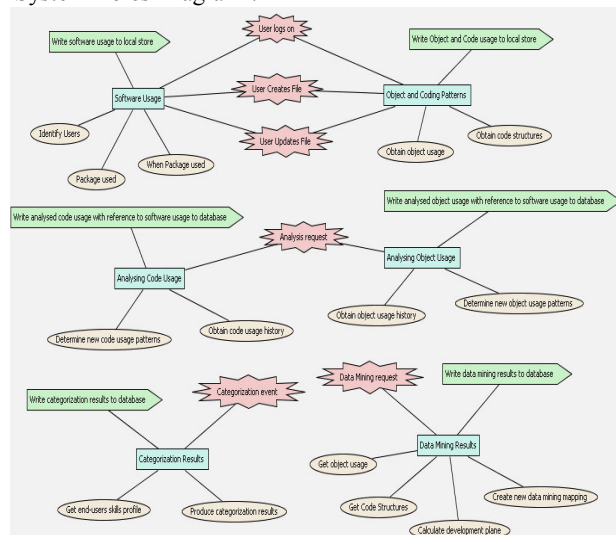 System Roles Diagram.
User logs on
Write software usage to local store
Write Object and Code usage to local store
User Creates File
Software Usage
Object and Coding Patterns
Identify Users
User Updates File
Obtain code structures
When Package used
Obtain object usage
Package used
Write analysed object usage with reference to software usage to database
Write analysed code usage with reference to software usage to database
Analysis request
Analysing Code Usage
Analysing Object Usage
Determine new object usage patterns
Obtain object usage history
Obtain code usage history
Determine new code usage patterns
Data Mining request
Write data mining results to database
Categorization event
Write categorization results to database
Data Mining Results
Categorization Results
Get object usage
Create new data mining mapping
Get Code Structures
Get end-users skills profile
Produce categorization results
Calculate development plane